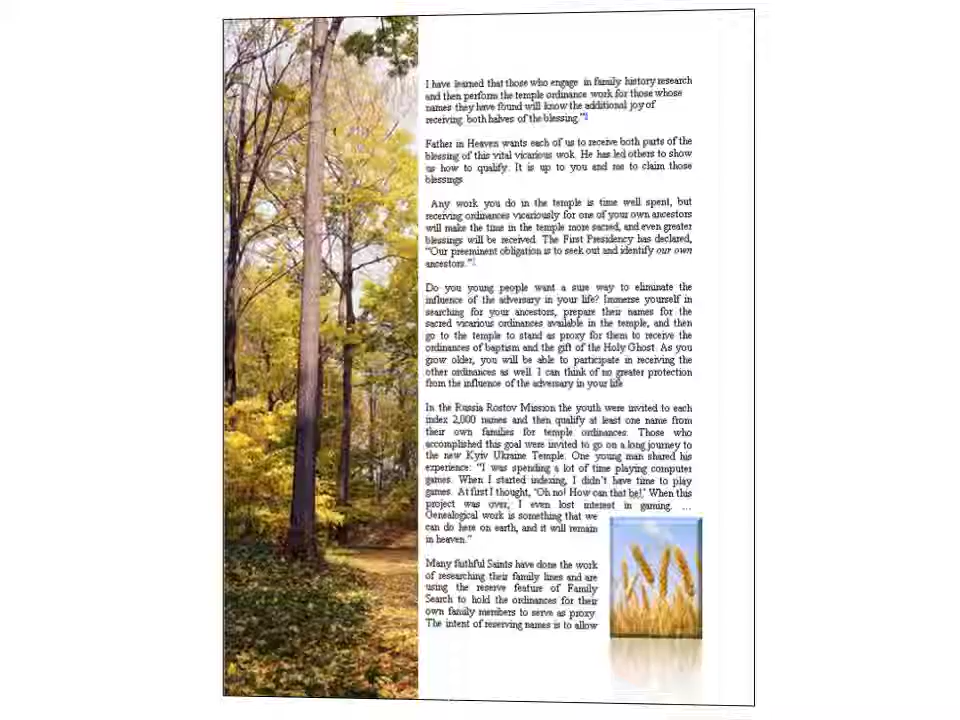 I have learned that those who engage in family history research
and then perform the temple ordinance work for those whose
names they have found will know the additional joy of
receiving both halves of the blessing."2
Father in Heaven wants each of us to receive both parts of the
blessing of this vital vicarious wok. He has led others to show
us how to qualify. It is up to you and me to claim those
blessings.
Any work you do in the temple is time well spent, but
receiving ordinances vicariously for one of your own ancestors
will make the time in the temple more sacred, and even greater
blessings will be received. The First Presidency has declared,
“Our preeminent obligation is to seek out and identify our own
ancestors.”
Do you young people want a sure way to eliminate the
influence of the adversary in your life? Immerse yourself in
searching for your ancestors, prepare their names for the
sacred vicarious ordinances available in the temple, and then
go to the temple to stand as proxy for them to receive the
ordinances of baptism and the gift of the Holy Ghost. As you
grow older, you will be able to participate in receiving the
other ordinances as well. I can think of no greater protection
from the influence of the adversary in your life.
In the Russia Rostov Mission the youth were invited to each
index 2,000 names and then qualify at least one name from
their own families for temple ordinances. Those who
accomplished this goal were invited to go on a long journey to
the new Kyiv Ukraine Temple. One young man shared his
experience: “I was spending a lot of time playing computer
games. When I started indexing, I didn’t have time to play
games. At first I thought, ‘Oh no! How can that be!’ When this
project was over, I even lost interest in gaming. …
Genealogical work is something that we
can do here on earth, and it will remain
in heaven.”
Many faithful Saints have done the work
of researching their family lines and are
using the reserve feature of Family
Search to hold the ordinances for their
own family members to serve as proxy.
The intent of reserving names is to allow